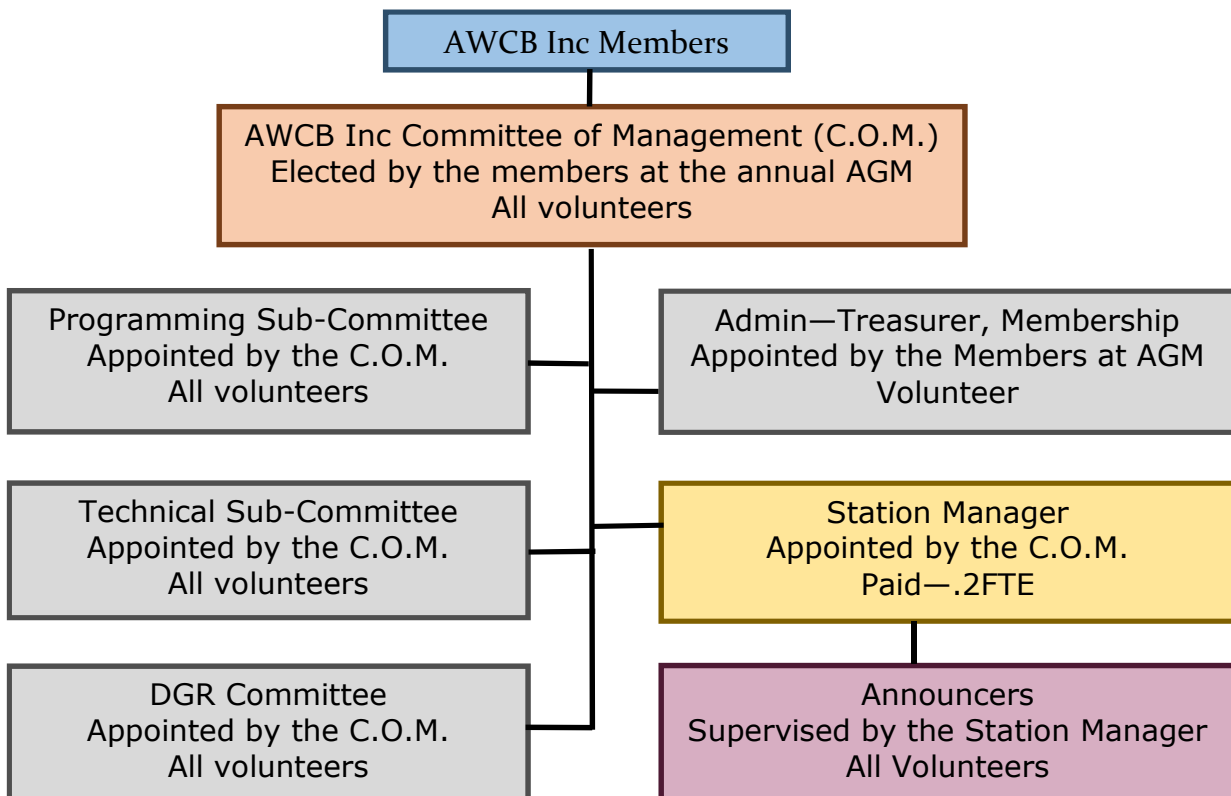 AWCB Inc Members
AWCB Inc Committee of Management (C.O.M.)
Elected by the members at the annual AGM
All volunteers
Programming Sub-Committee
Appointed by the C.O.M.
All volunteers
Admin—Treasurer, Membership
Appointed by the Members at AGM
Volunteer
Technical Sub-Committee
Appointed by the C.O.M.
All volunteers
Station Manager
Appointed by the C.O.M.
Paid—.2FTE
DGR Committee
Appointed by the C.O.M.
All volunteers
Announcers
Supervised by the Station Manager
All Volunteers